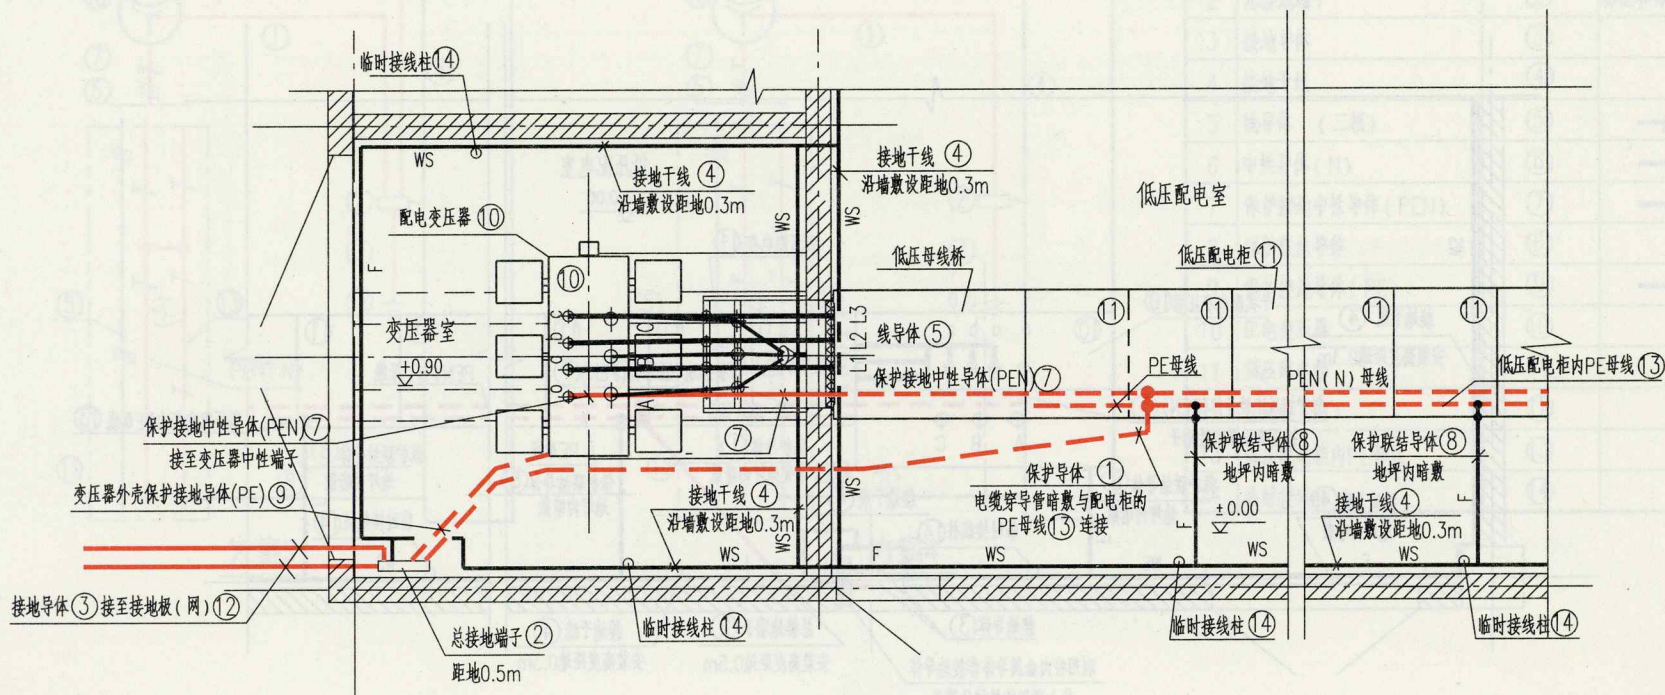 临时接线柱⑭
WS
接地干线④
沿墙敷设距地0.3m
接地干线④
沿墙敷设距地0.3m
低压配电室
配电变压器⑩
WS
WS
F
低压母线桥
低压配电柜⑪
⑩
⑪
⑪
⑪
⑪
变压器室
+0.90
c
b
a
o
C
B
A
L1 L2 L3
线导体⑤
保护接地中性导体(PEN)⑦
PE母线
PEN(N)母线
低压配电柜内PE母线⑬
保护接地中性导体(PEN)⑦
接至变压器中性端子
⑦
变压器外壳保护接地导体(PE)⑨
接地干线④
沿墙敷设距地0.3m
WS
WS
WS
保护导体①
电缆穿导管暗敷与配电柜的
PE母线⑬连接
保护联结导体⑧
地坪内暗敷
保护联结导体⑧
地坪内暗敷
±0.00
F
F
F
接地干线④
沿墙敷设距地0.3m
WS
WS
WS
接地导体③接至接地极(网)⑫
总接地端子②
距地0.5m
临时接线柱⑭
临时接线柱⑭
临时接线柱⑭